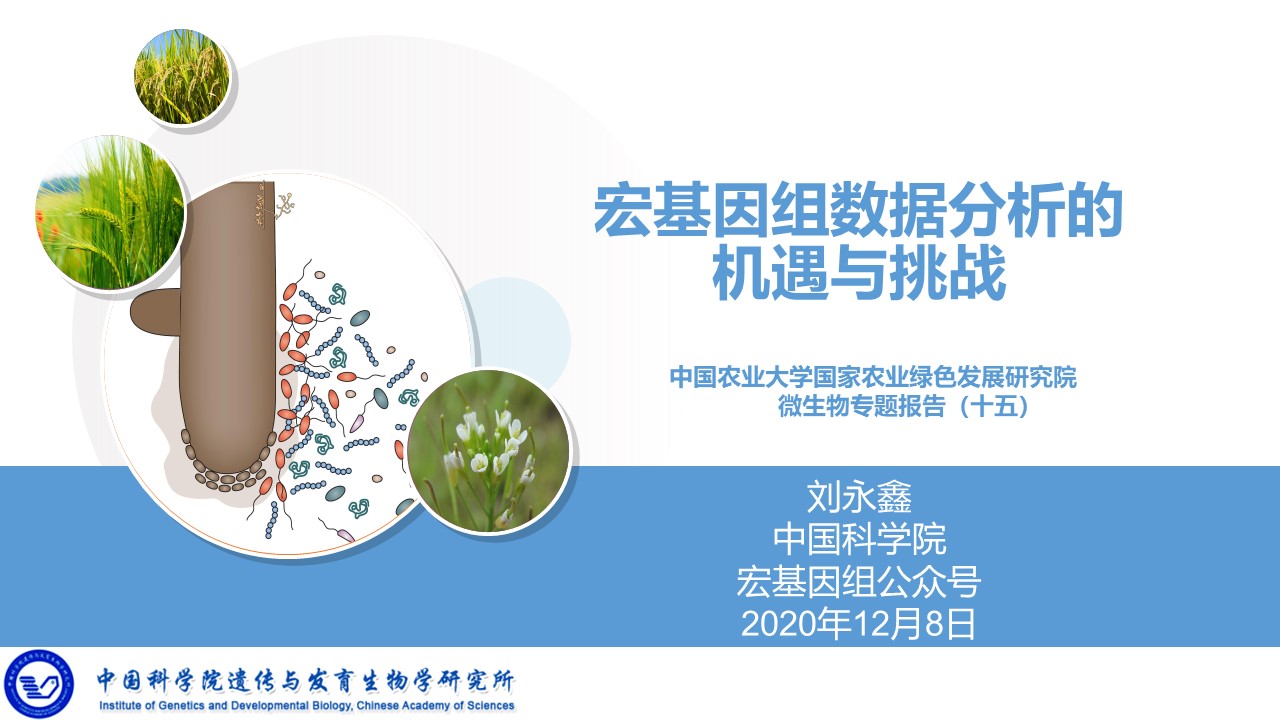 宏基因组数据分析的
机遇与挑战
中国农业大学国家农业绿色发展研究院
微生物专题报告（十五）
刘永鑫
中国科学院
宏基因组公众号
2020年12月8日
中国科学院遗传与发育生物学研究所
Institute of Genetics and Developmental Biology, Chinese Academy of Sciences